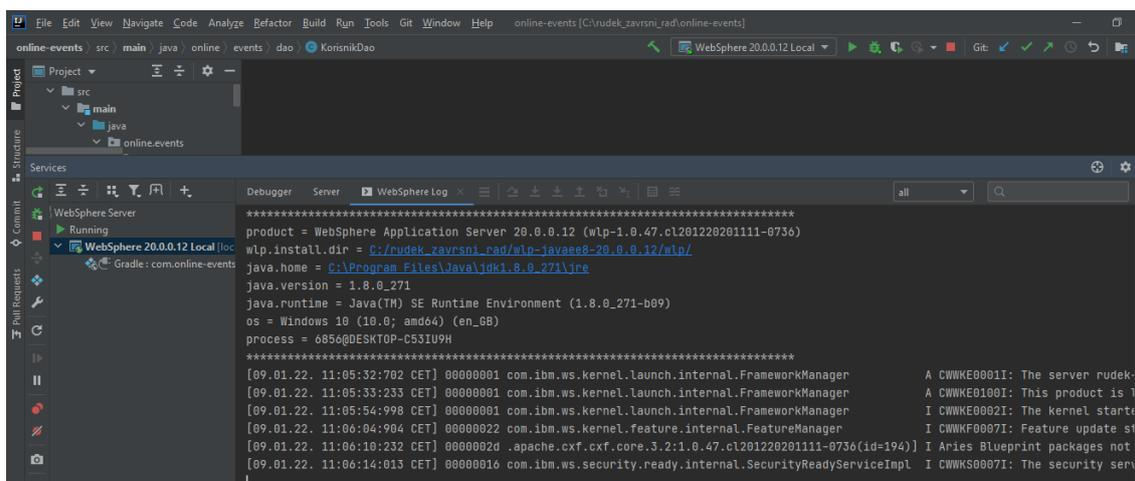 File Edit View Navigate Code Analyze Refactor Build Run Tools Git Window Help online-events [C:\rudek_zavrsni_rad\online-events]
online-events src main java online events dao KorisnikDao WebSphere 20.0.0.12 Local Git:
Project
src
main
java
online.events
Project
Structure
Commit
Pull Requests
Services
Debugger Server WebSphere Log all
WebSphere Server
Running
WebSphere 20.0.0.12 Local [loc
Gradle : com.online-events
********************************************************************************
product = WebSphere Application Server 20.0.0.12 (wlp-1.0.47.cl201220201111-0736)
wlp.install.dir = C:/rudek_zavrsni_rad/wlp-javaee8-20.0.0.12/wlp/
java.home = C:\Program Files\Java\jdk1.8.0_271\jre
java.version = 1.8.0_271
java.runtime = Java(TM) SE Runtime Environment (1.8.0_271-b09)
os = Windows 10 (10.0; amd64) (en_GB)
process = 6856@DESKTOP-C53IU9H
********************************************************************************
[09.01.22. 11:05:32:702 CET] 00000001 com.ibm.ws.kernel.launch.internal.FrameworkManager A CWWKE0001I: The server rudek-
[09.01.22. 11:05:33:233 CET] 00000001 com.ibm.ws.kernel.launch.internal.FrameworkManager A CWWKE0100I: This product is l
[09.01.22. 11:05:54:998 CET] 00000001 com.ibm.ws.kernel.launch.internal.FrameworkManager I CWWKE0002I: The kernel starte
[09.01.22. 11:06:04:904 CET] 00000022 com.ibm.ws.kernel.feature.internal.FeatureManager I CWWKF0007I: Feature update st
[09.01.22. 11:06:10:232 CET] 0000002d .apache.cxf.cxf.core.3.2:1.0.47.cl201220201111-0736(id=194)] I Aries Blueprint packages not
[09.01.22. 11:06:14:013 CET] 00000016 com.ibm.ws.security.ready.internal.SecurityReadyServiceImpl I CWWKS0007I: The security serv